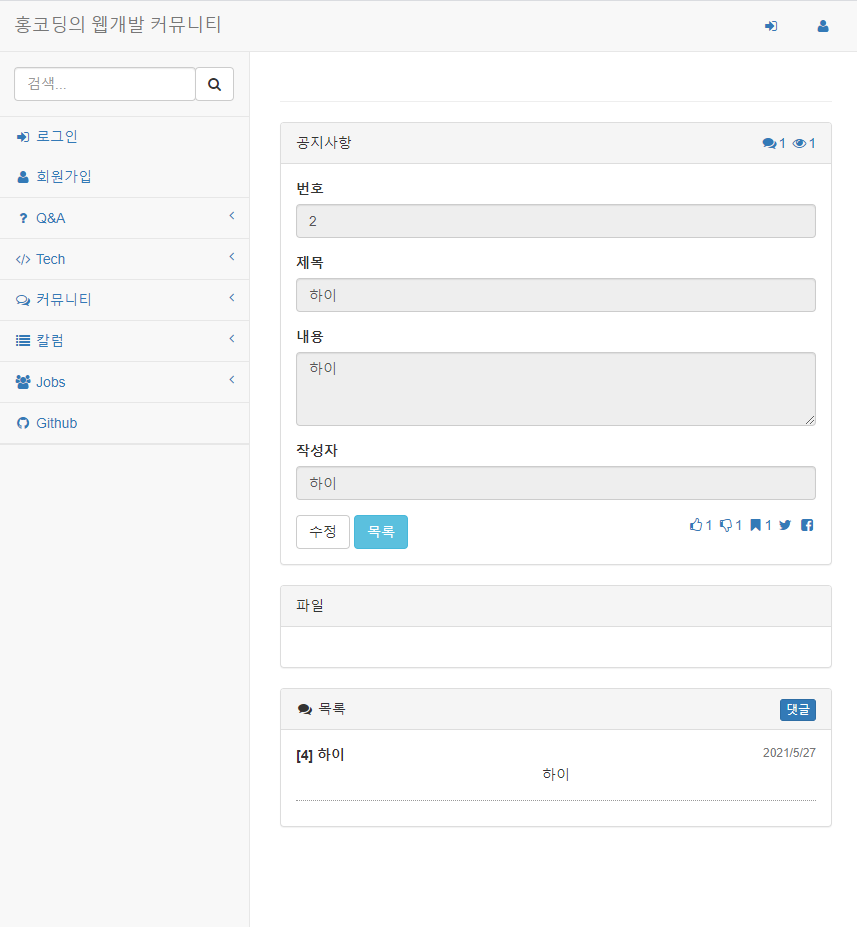 홍코딩의 웹개발 커뮤니티
검색...
로그인
회원가입
Q&A
Tech
커뮤니티
칼럼
Jobs
Github
공지사항 1 1
번호
2
제목
하이
내용
하이
작성자
하이
수정 목록 1 1 1
파일
목록 댓글
[4] 하이 2021/5/27
하이